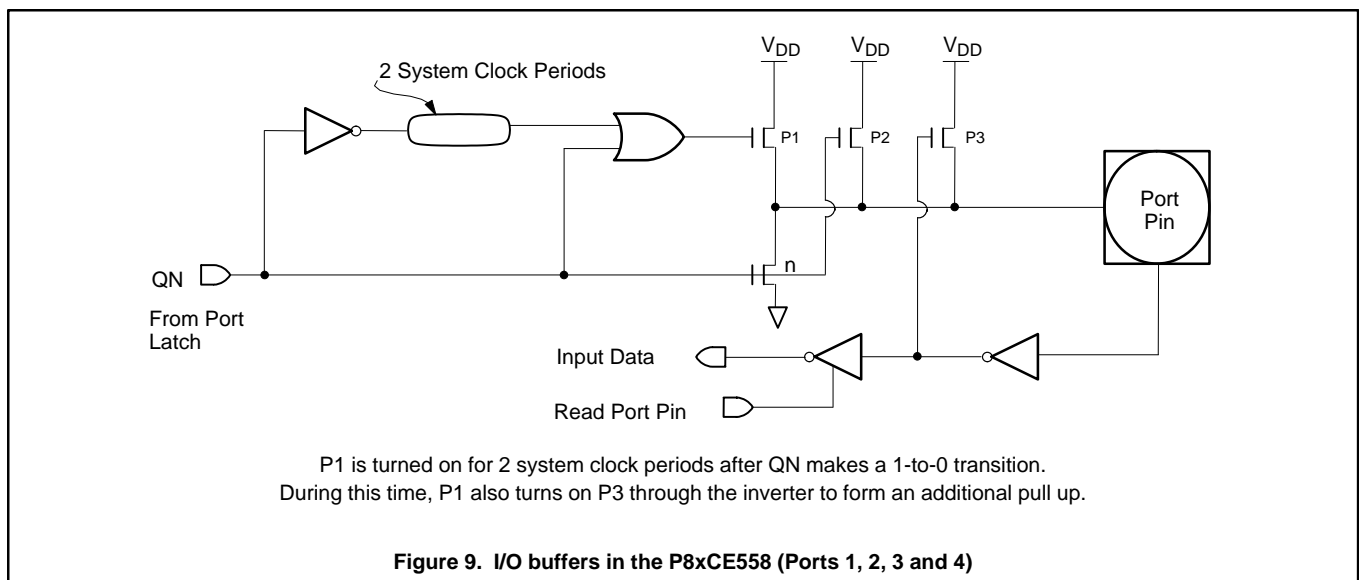 V_DD V_DD V_DD
2 System Clock Periods
P1 P2 P3
Port
Pin
n
QN
From Port
Latch
Input Data
Read Port Pin
P1 is turned on for 2 system clock periods after QN makes a 1-to-0 transition.
During this time, P1 also turns on P3 through the inverter to form an additional pull up.
Figure 9. I/O buffers in the P8xCE558 (Ports 1, 2, 3 and 4)